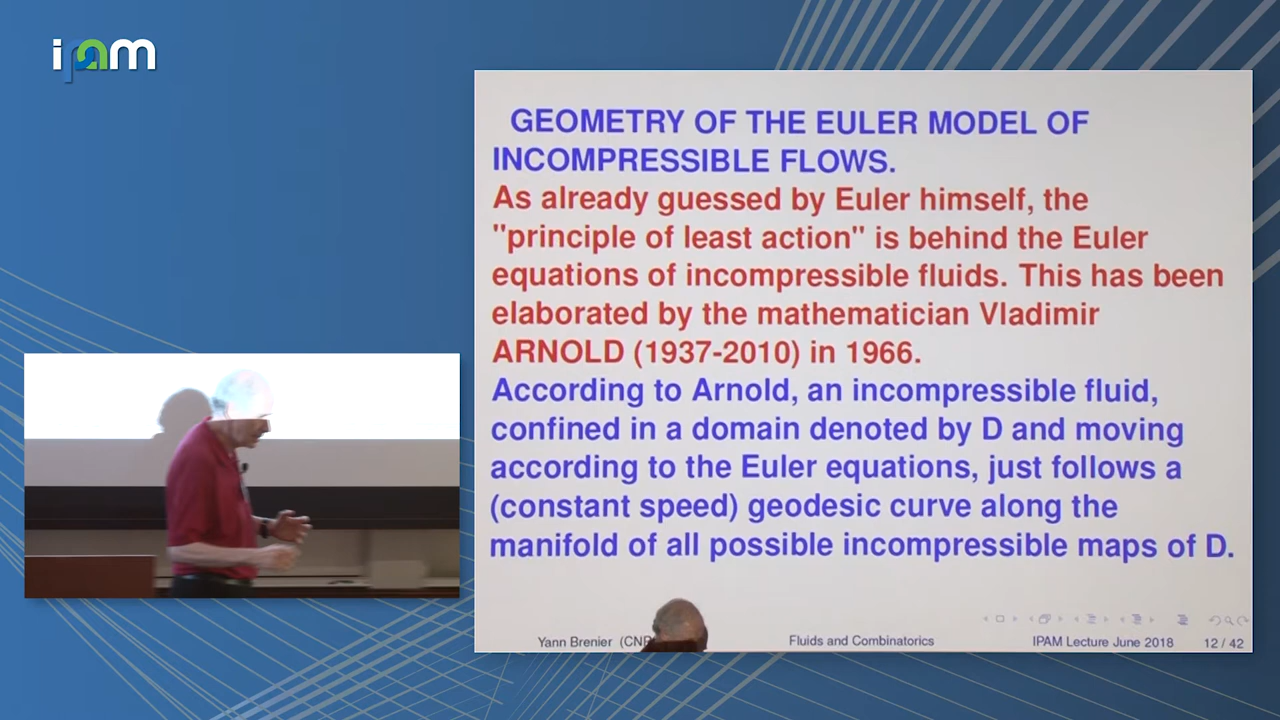 ipam
GEOMETRY OF THE EULER MODEL OF
INCOMPRESSIBLE FLOWS.
As already guessed by Euler himself, the
"principle of least action" is behind the Euler
equations of incompressible fluids. This has been
elaborated by the mathematician Vladimir
ARNOLD (1937-2010) in 1966.
According to Arnold, an incompressible fluid,
confined in a domain denoted by D and moving
according to the Euler equations, just follows a
(constant speed) geodesic curve along the
manifold of all possible incompressible maps of D.
Yann Brenier Fluids and Combinatorics IPAM Lecture June 2018 12 / 42